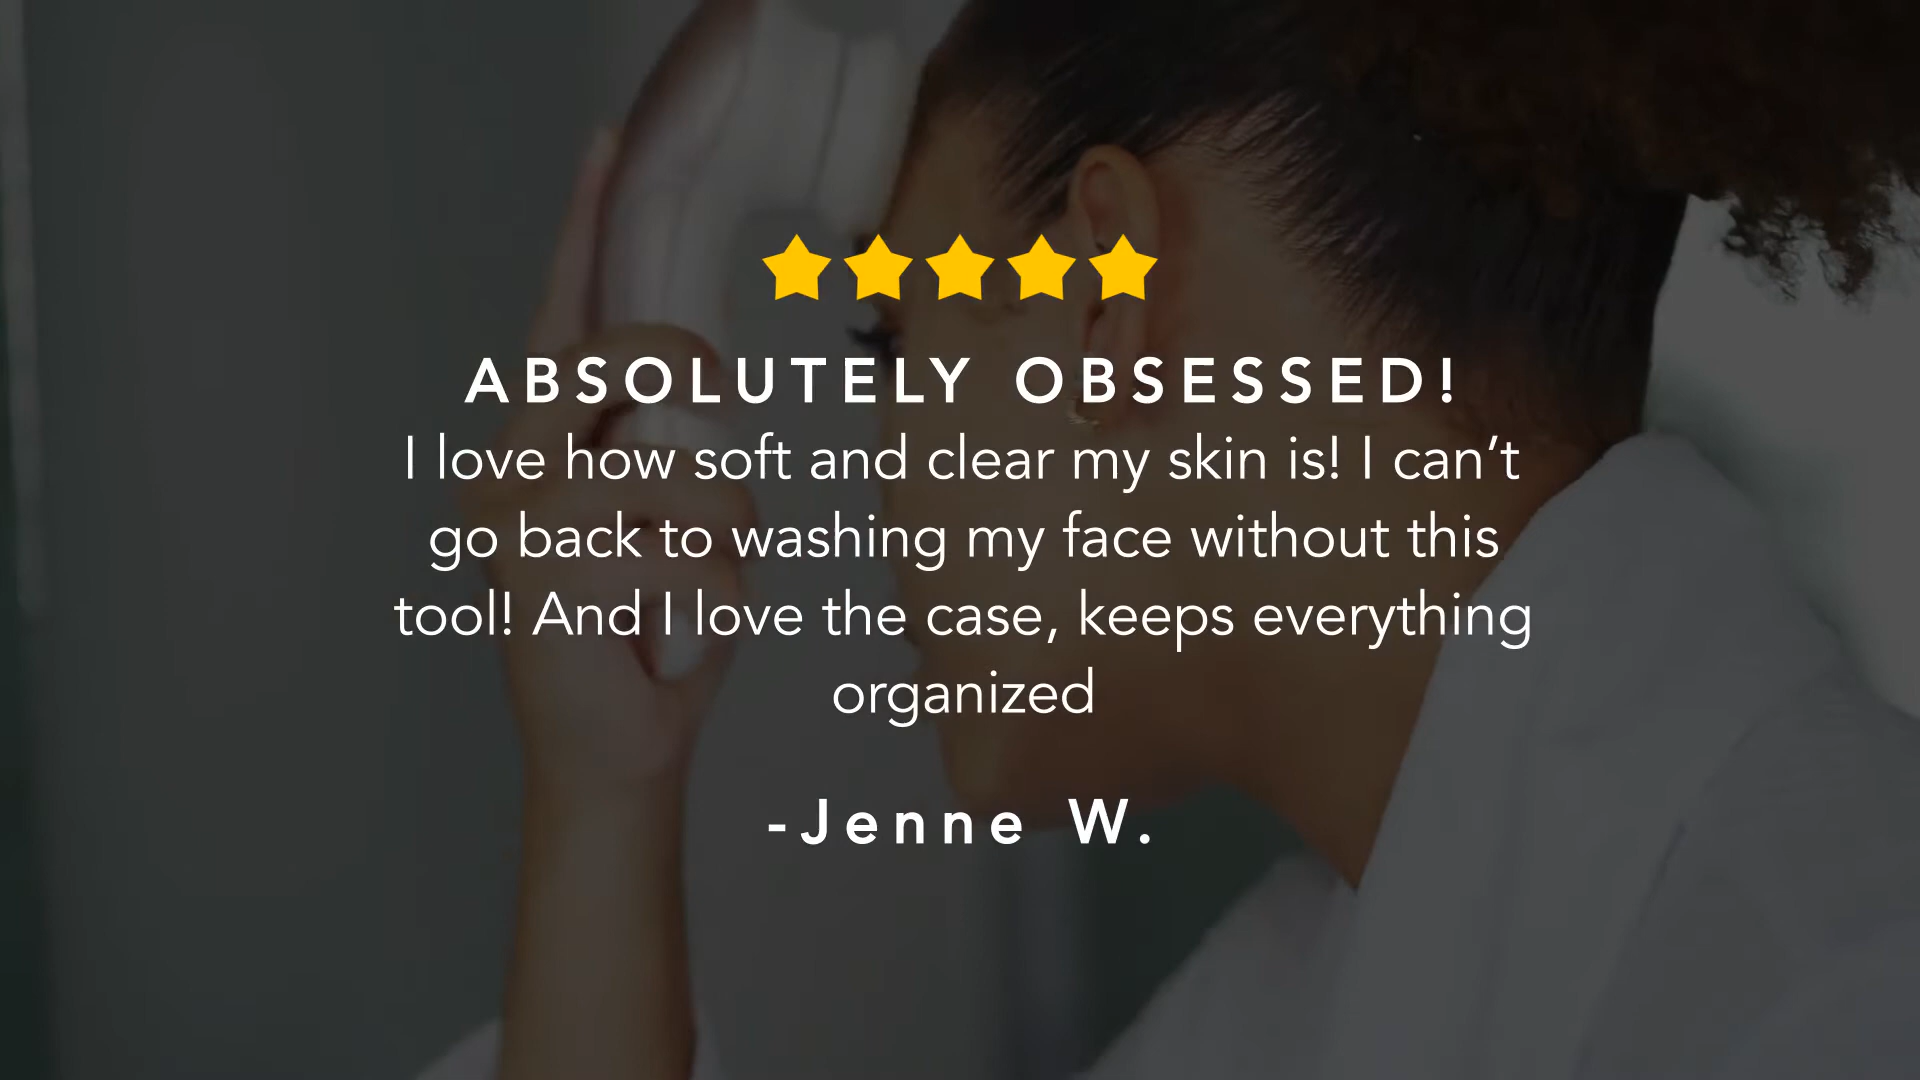 ABSOLUTELY OBSESSED!
I love how soft and clear my skin is! I can’t
go back to washing my face without this
tool! And I love the case, keeps everything
organized
-Jenne W.